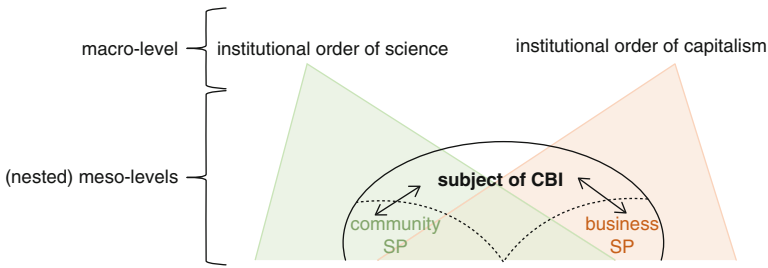 macro-level
institutional order of science
institutional order of capitalism
(nested) meso-levels
subject of CBI
community
SP
business
SP